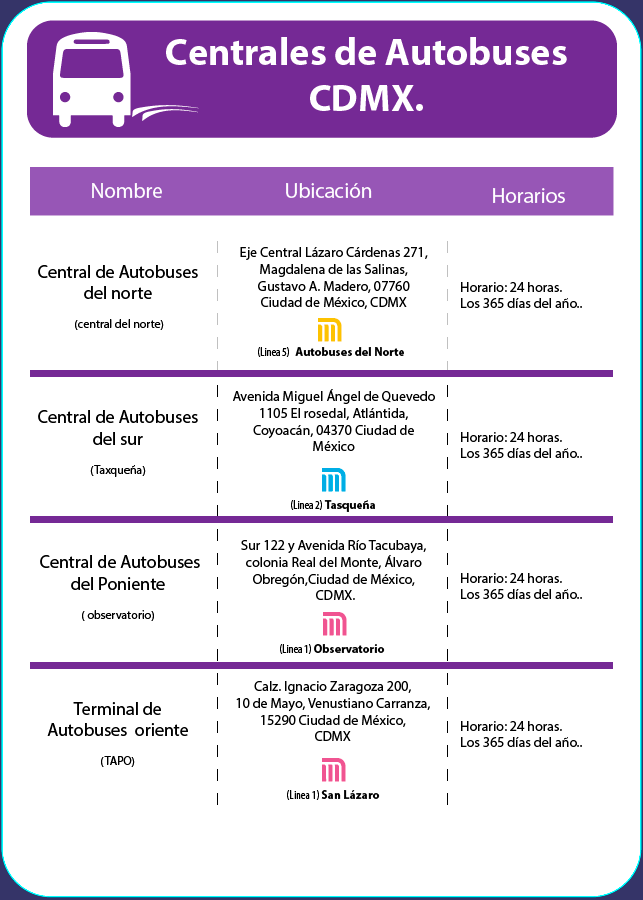 Centrales de Autobuses
CDMX.
Nombre
Ubicación
Horarios
Central de Autobuses
del norte
(central del norte)
Eje Central Lázaro Cárdenas 271,
Magdalena de las Salinas,
Gustavo A. Madero, 07760
Ciudad de México, CDMX
(Linea 5) Autobuses del Norte
Horario: 24 horas.
Los 365 días del año..
Central de Autobuses
del sur
(Taxqueña)
Avenida Miguel Ángel de Quevedo
1105 El rosedal, Atlántida,
Coyoacán, 04370 Ciudad de
México
(Linea 2) Tasqueña
Horario: 24 horas.
Los 365 días del año..
Central de Autobuses
del Poniente
( observatorio)
Sur 122 y Avenida Río Tacubaya,
colonia Real del Monte, Álvaro
Obregón,Ciudad de México,
CDMX.
(Linea 1) Observatorio
Horario: 24 horas.
Los 365 días del año..
Terminal de
Autobuses oriente
(TAPO)
Calz. Ignacio Zaragoza 200,
10 de Mayo, Venustiano Carranza,
15290 Ciudad de México,
CDMX
(Linea 1) San Lázaro
Horario: 24 horas.
Los 365 días del año..